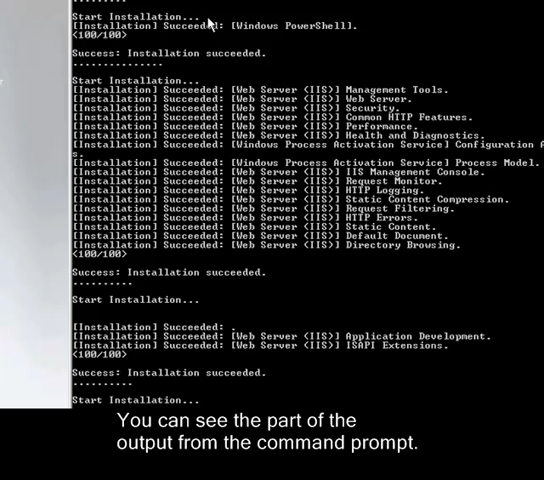 Start Installation...
[Installation] Succeeded: [Windows PowerShell].
<100/100>
Success: Installation succeeded.
Start Installation...
[Installation] Succeeded: [Web Server (IIS)] Management Tools.
[Installation] Succeeded: [Web Server (IIS)] Web Server.
[Installation] Succeeded: [Web Server (IIS)] Security.
[Installation] Succeeded: [Web Server (IIS)] Common HTTP Features.
[Installation] Succeeded: [Web Server (IIS)] Performance.
[Installation] Succeeded: [Web Server (IIS)] Health and Diagnostics.
[Installation] Succeeded: [Windows Process Activation Service] Configuration A
s.
[Installation] Succeeded: [Windows Process Activation Service] Process Model.
[Installation] Succeeded: [Web Server (IIS)] IIS Management Console.
[Installation] Succeeded: [Web Server (IIS)] Request Monitor.
[Installation] Succeeded: [Web Server (IIS)] HTTP Logging.
[Installation] Succeeded: [Web Server (IIS)] Static Content Compression.
[Installation] Succeeded: [Web Server (IIS)] Request Filtering.
[Installation] Succeeded: [Web Server (IIS)] HTTP Errors.
[Installation] Succeeded: [Web Server (IIS)] Static Content.
[Installation] Succeeded: [Web Server (IIS)] Default Document.
[Installation] Succeeded: [Web Server (IIS)] Directory Browsing.
<100/100>
Success: Installation succeeded.
..........
Start Installation...
[Installation] Succeeded: .
[Installation] Succeeded: [Web Server (IIS)] Application Development.
[Installation] Succeeded: [Web Server (IIS)] ISAPI Extensions.
<100/100>
Success: Installation succeeded.
..........
Start Installation...
You can see the part of the
output from the command prompt.